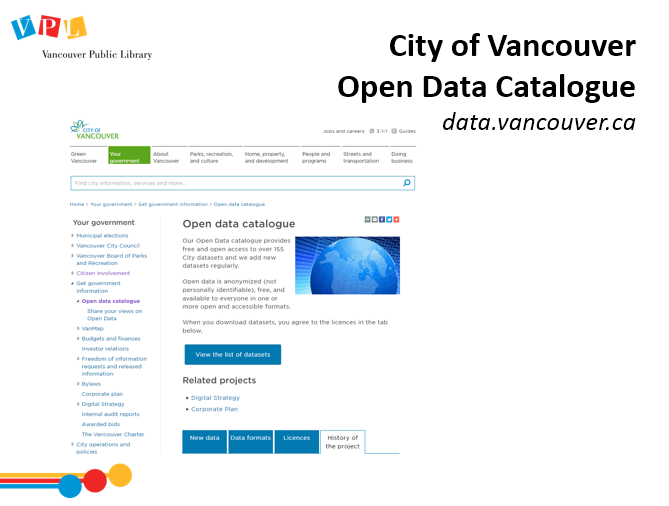 VPL
Vancouver Public Library
City of Vancouver
Open Data Catalogue
data.vancouver.ca
CITY OF
VANCOUVER
Jobs and careers 3-1-1 Guides
Green
Vancouver
Your
government
About
Vancouver
Parks, recreation,
and culture
Home, property,
and development
People and
programs
Streets and
transportation
Doing
business
Find city information, services and more...
Home > Your government > Get government information > Open data catalogue
Your government
Municipal elections
Vancouver City Council
Vancouver Board of Parks
and Recreation
Citizen involvement
Get government
information
Open data catalogue
Share your views on
Open Data
VanMap
Budgets and finances
Investor relations
Freedom of information
requests and released
information
Bylaws
Corporate plan
Digital Strategy
Internal audit reports
Awarded bids
The Vancouver Charter
City operations and
policies
Open data catalogue
Our Open Data catalogue provides
free and open access to over 155
City datasets and we add new
datasets regularly.
Open data is anonymized (not
personally identifiable), free, and
available to everyone in one or
more open and accessible formats.
When you download datasets, you agree to the licences in the tab
below.
View the list of datasets
Related projects
• Digital Strategy
• Corporate Plan
New data
Data formats
Licences
History of
the project